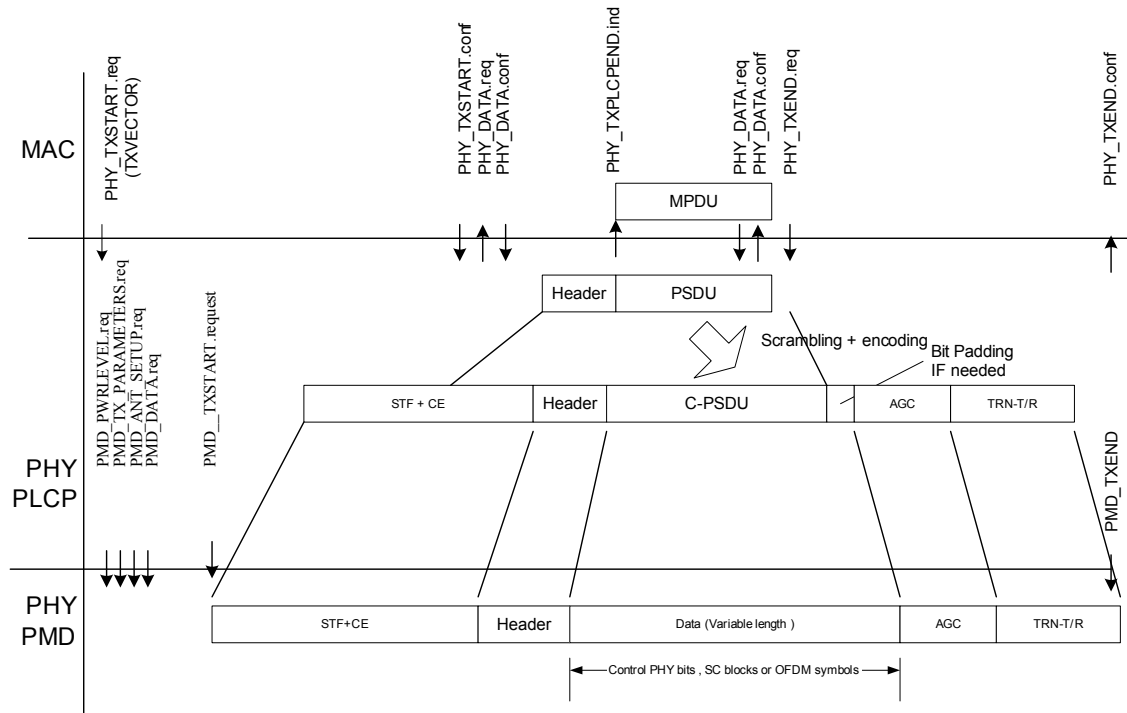 MAC
PHY_TXSTART.req
(TXVECTOR)
PHY_TXSTART.conf
PHY_DATA.req
PHY_DATA.conf
PHY_TXPLCPEND.ind
PHY_DATA.req
PHY_DATA.conf
PHY_TXEND.req
PHY_TXEND.conf
MPDU
Header
PSDU
Scrambling + encoding
Bit Padding
IF needed
PMD_PWRLEVEL.req
PMD_TX_PARAMETERS.req
PMD_ANT_SETUP.req
PMD_DATA.req
PMD__TXSTART.request
STF + CE
Header
C-PSDU
AGC
TRN-T/R
PHY
PLCP
PMD_TXEND
PHY
PMD
STF+CE
Header
Data (Variable length )
AGC
TRN-T/R
Control PHY bits , SC blocks or OFDM symbols